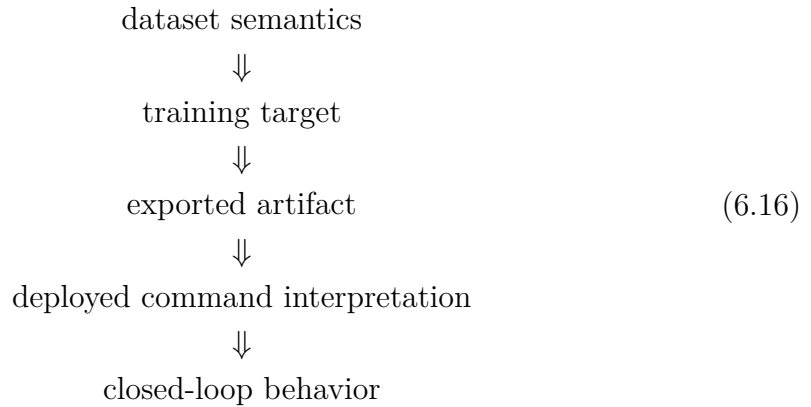 dataset semantics
⇓
training target
⇓
exported artifact (6.16)
⇓
deployed command interpretation
⇓
closed-loop behavior